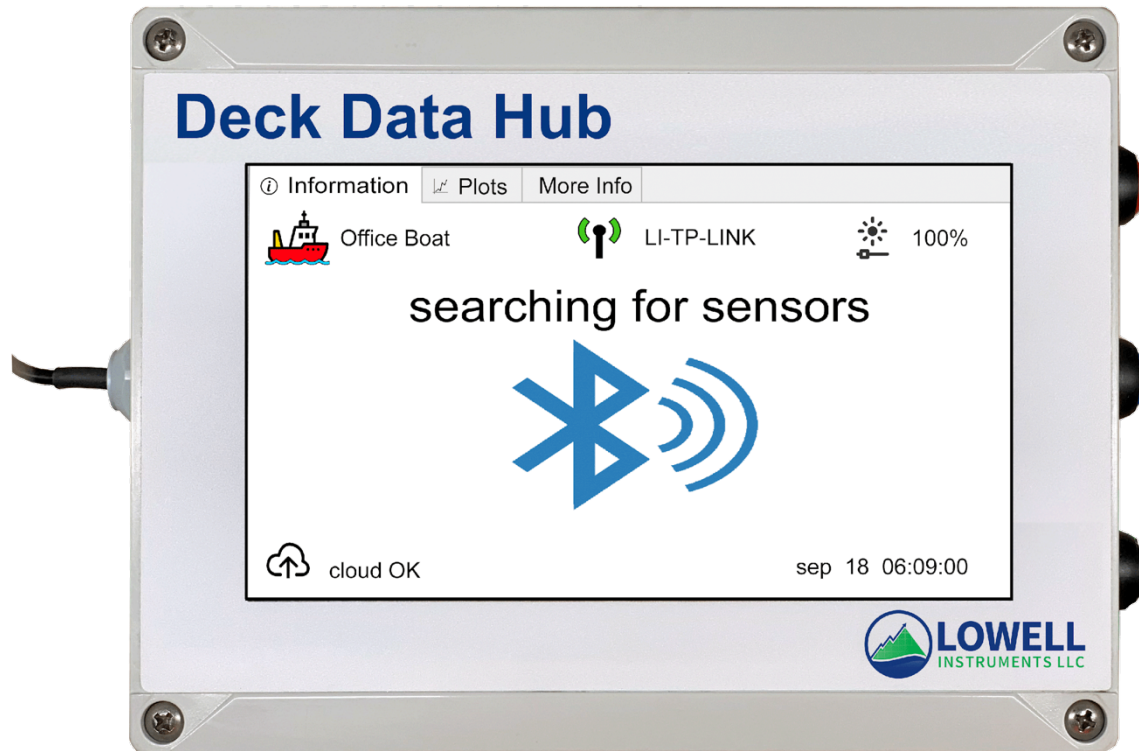 Deck Data Hub
Information Plots More Info
Office Boat LI-TP-LINK 100%
searching for sensors
cloud OK sep 18 06:09:00
LOWELL
INSTRUMENTS LLC